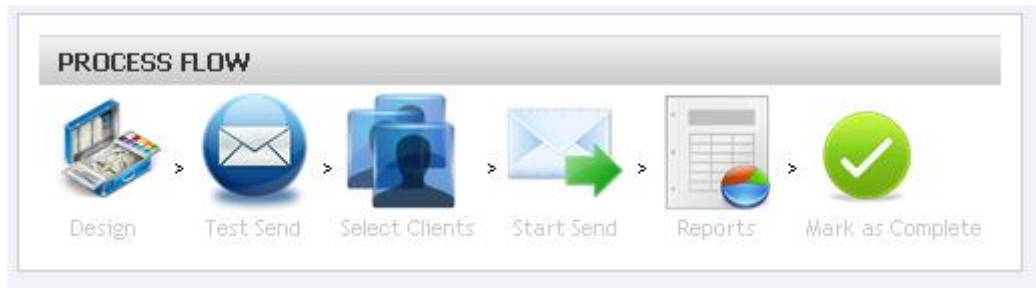 PROCESS FLOW
> > > > >
Design Test Send Select Clients Start Send Reports Mark as Complete